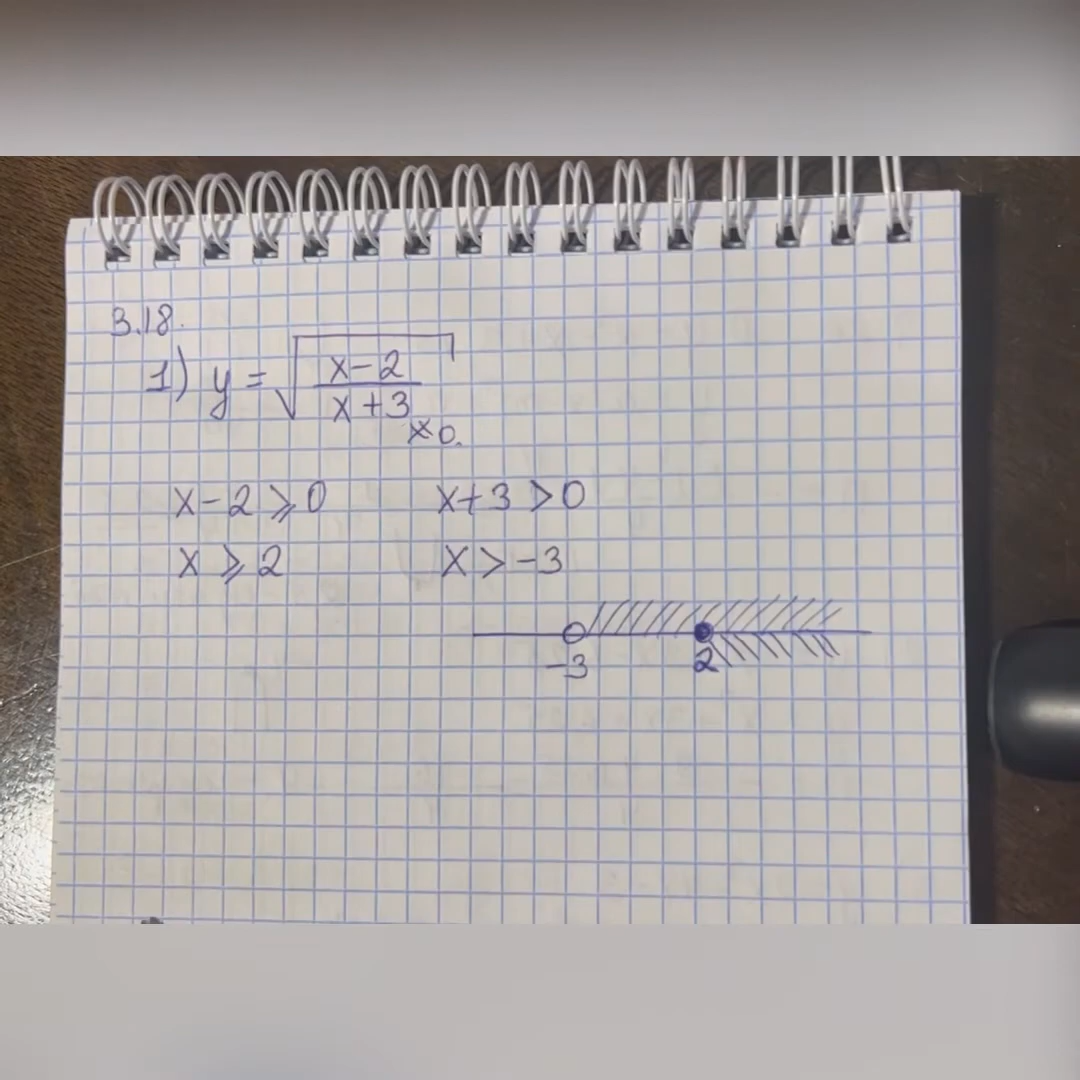 3.18.
1) y = √((x-2)/(x+3))
≠0.
x-2⩾0 x+3>0
x⩾2 x>-3
-3 2